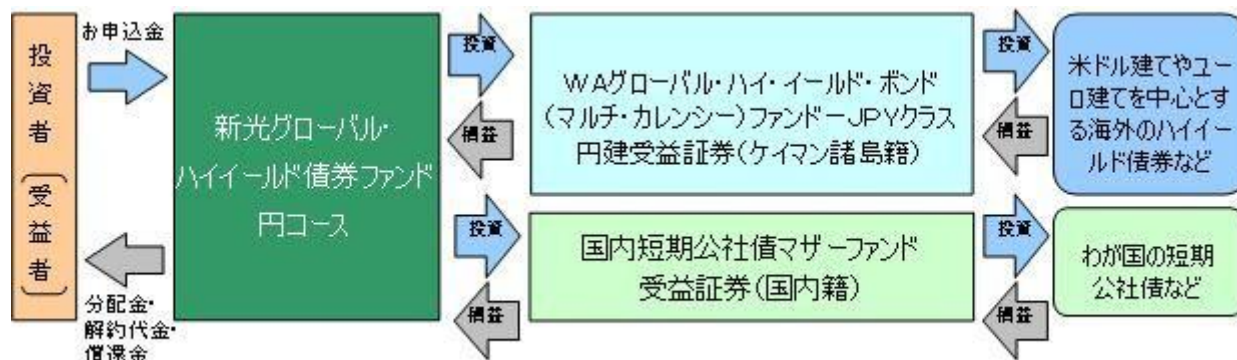 投資者〔受益者〕
お申込金
分配金・
解約代金・
償還金
新光グローバル・
ハイイールド債券ファンド
円コース
投資
損益
WAグローバル・ハイ・イールド・ボンド
(マルチ・カレンシー)ファンドーJPYクラス
円建受益証券(ケイマン諸島籍)
投資
損益
米ドル建てやユー
ロ建てを中心とす
る海外のハイイー
ルド債券など
投資
損益
国内短期公社債マザーファンド
受益証券(国内籍)
投資
損益
わが国の短期
公社債など